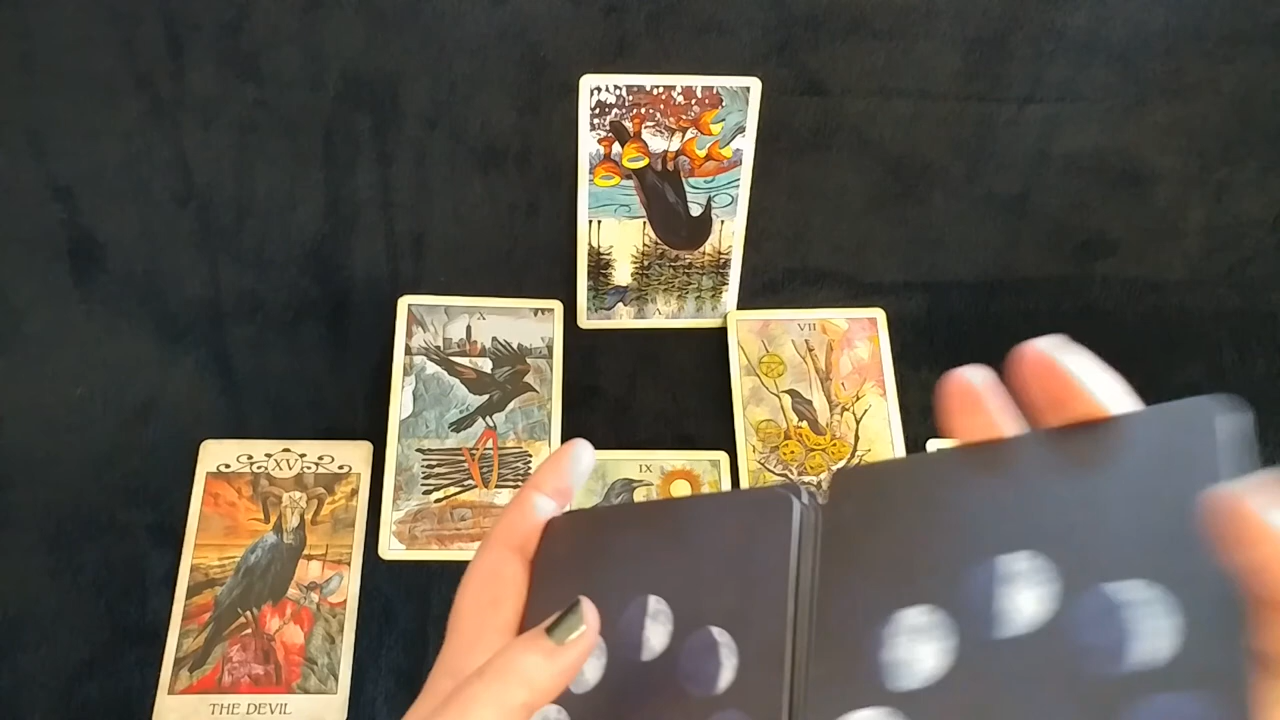 V
X
VII
XV
IX
THE DEVIL